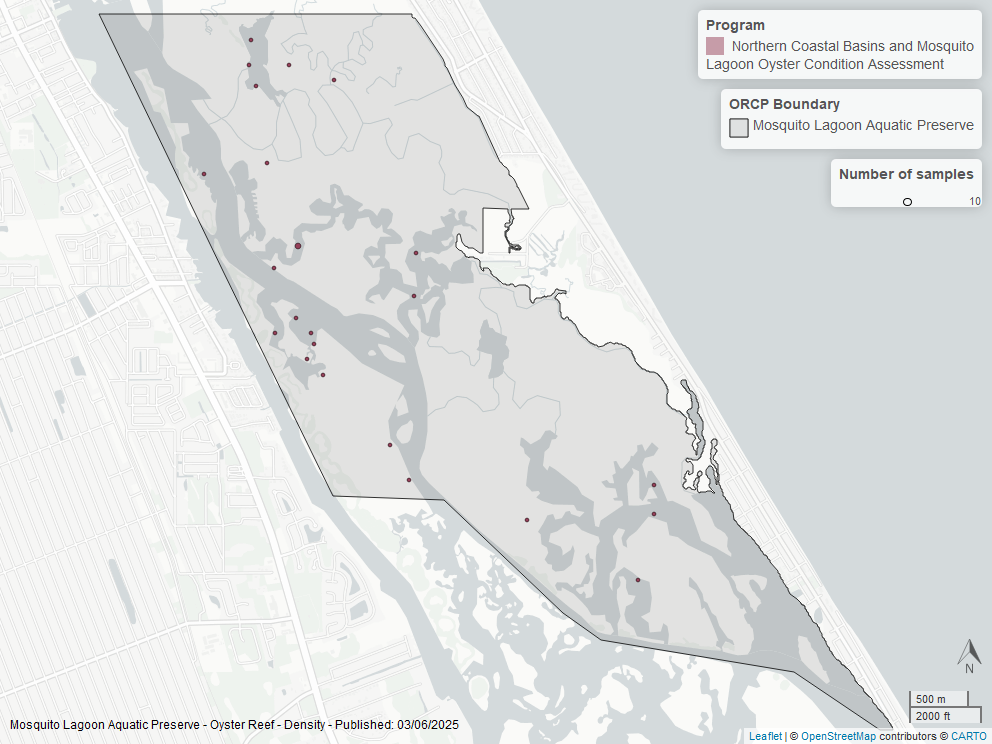 Program
Northern Coastal Basins and Mosquito
Lagoon Oyster Condition Assessment
ORCP Boundary
Mosquito Lagoon Aquatic Preserve
Number of samples
10
N
500 m
2000 ft
Mosquito Lagoon Aquatic Preserve - Oyster Reef - Density - Published: 03/06/2025
Leaflet | © OpenStreetMap contributors © CARTO